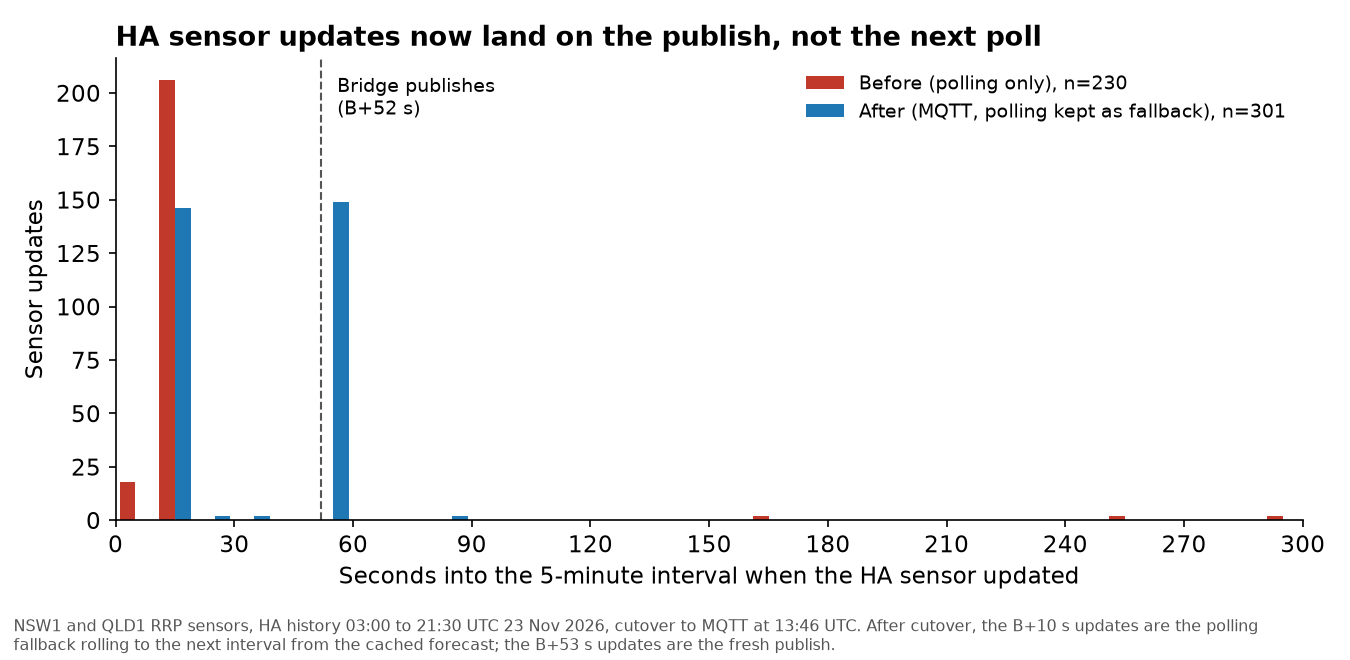 HA sensor updates now land on the publish, not the next poll
Bridge publishes
(B+52 s)
Before (polling only), n=230
After (MQTT, polling kept as fallback), n=301
Sensor updates
200
175
150
125
100
75
50
25
0
0 30 60 90 120 150 180 210 240 270 300
Seconds into the 5-minute interval when the HA sensor updated
NSW1 and QLD1 RRP sensors, HA history 03:00 to 21:30 UTC 23 Nov 2026, cutover to MQTT at 13:46 UTC. After cutover, the B+10 s updates are the polling
fallback rolling to the next interval from the cached forecast; the B+53 s updates are the fresh publish.